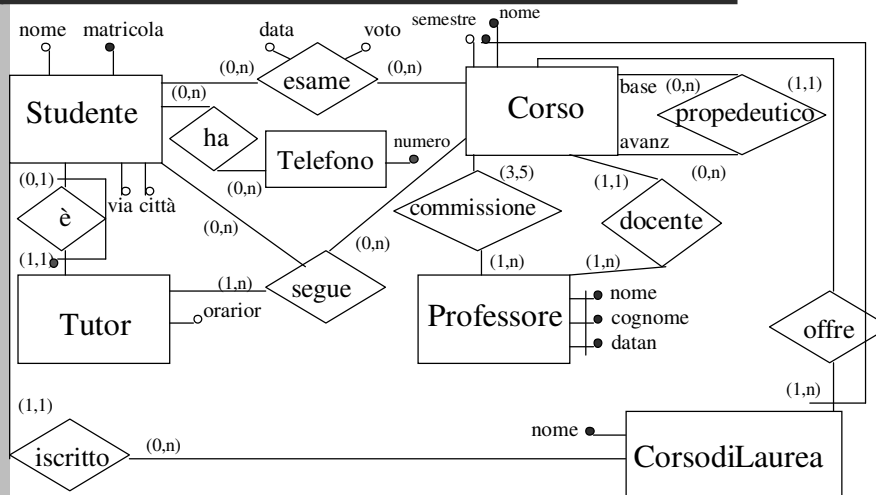 nome matricola
data voto
semestre nome
(0,n) esame (0,n)
Studente
(0,n)
ha
Telefono
numero
(0,n)
Corso
base (0,n) (1,1)
propedeutico
avanz
(0,n)
(0,1)
è
(1,1)
via città
(0,n)
(3,5)
commissione
(1,n)
(1,1)
docente
(1,n)
(0,n)
segue
(1,n)
Tutor
orarior
Professore
nome
cognome
datan
offre
(1,n)
(1,1)
iscritto
(0,n)
nome
CorsodiLaurea